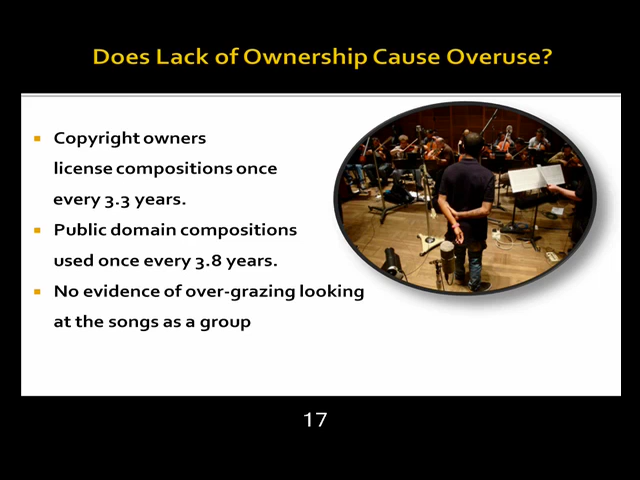 Does Lack of Ownership Cause Overuse?
Copyright owners
license compositions once
every 3.3 years.
Public domain compositions
used once every 3.8 years.
No evidence of over-grazing looking
at the songs as a group
17